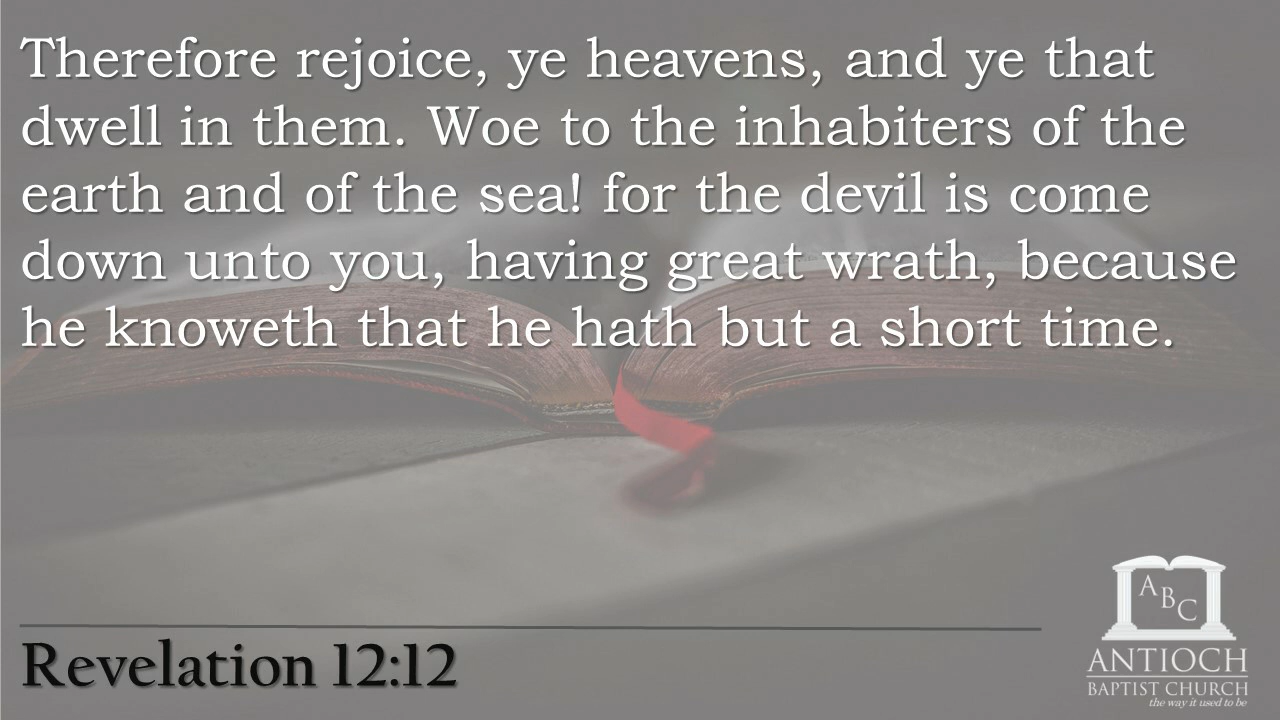 Therefore rejoice, ye heavens, and ye that
dwell in them. Woe to the inhabiters of the
earth and of the sea! for the devil is come
down unto you, having great wrath, because
he knoweth that he hath but a short time.
Revelation 12:12
ABC
ANTIOCH
BAPTIST CHURCH
the way it used to be